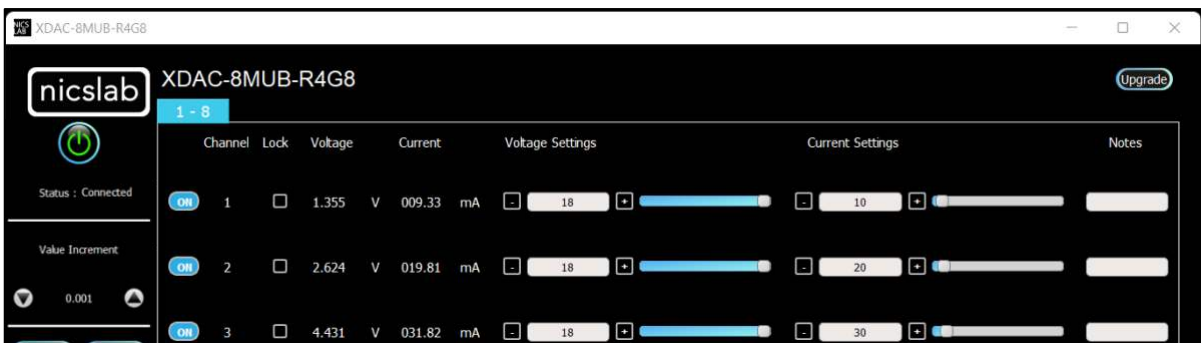 NICS LAB XDAC-8MUB-R4G8
nicslab
XDAC-8MUB-R4G8
Upgrade
1 - 8
Channel Lock Voltage Current Voltage Settings Current Settings Notes
Status : Connected
ON 1 1.355 V 009.33 mA - 18 + - 10 +
Value Increment
ON 2 2.624 V 019.81 mA - 18 + - 20 +
0.001
ON 3 4.431 V 031.82 mA - 18 + - 30 +